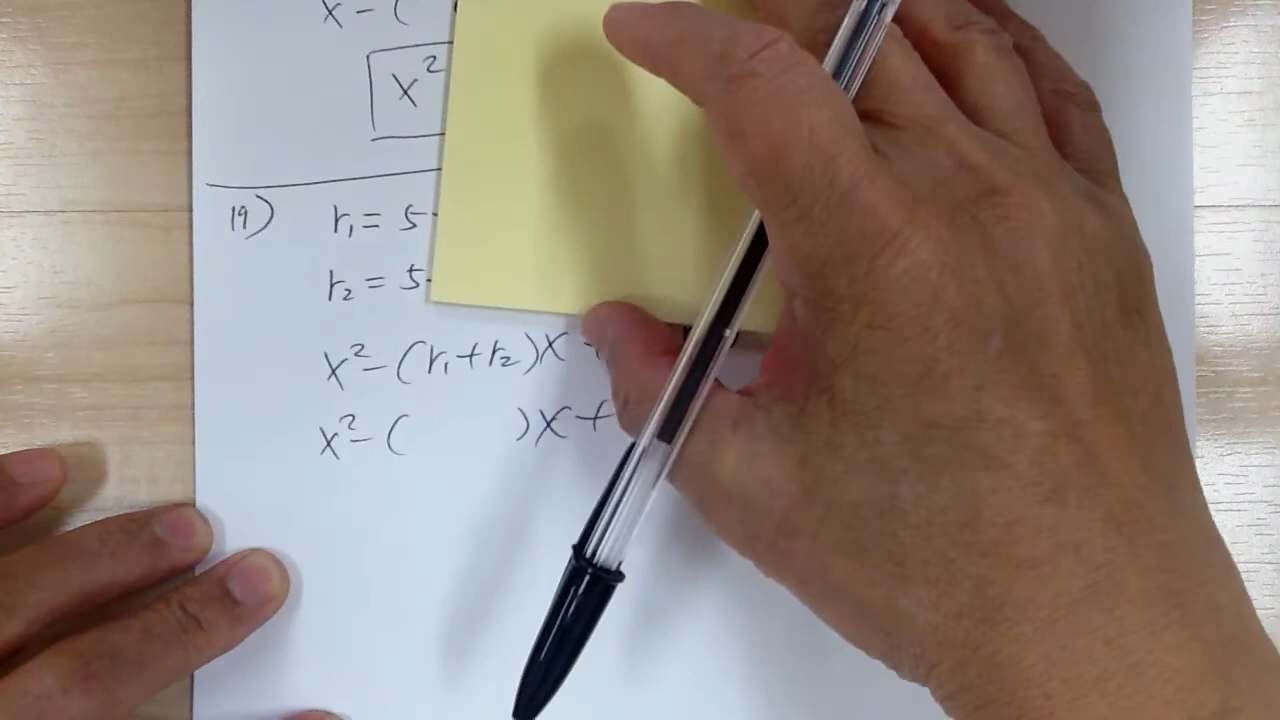 x - (
x²
19) r₁ = 5 -
r₂ = 5 -
x² - (r₁ + r₂)x
x² - ( )x +